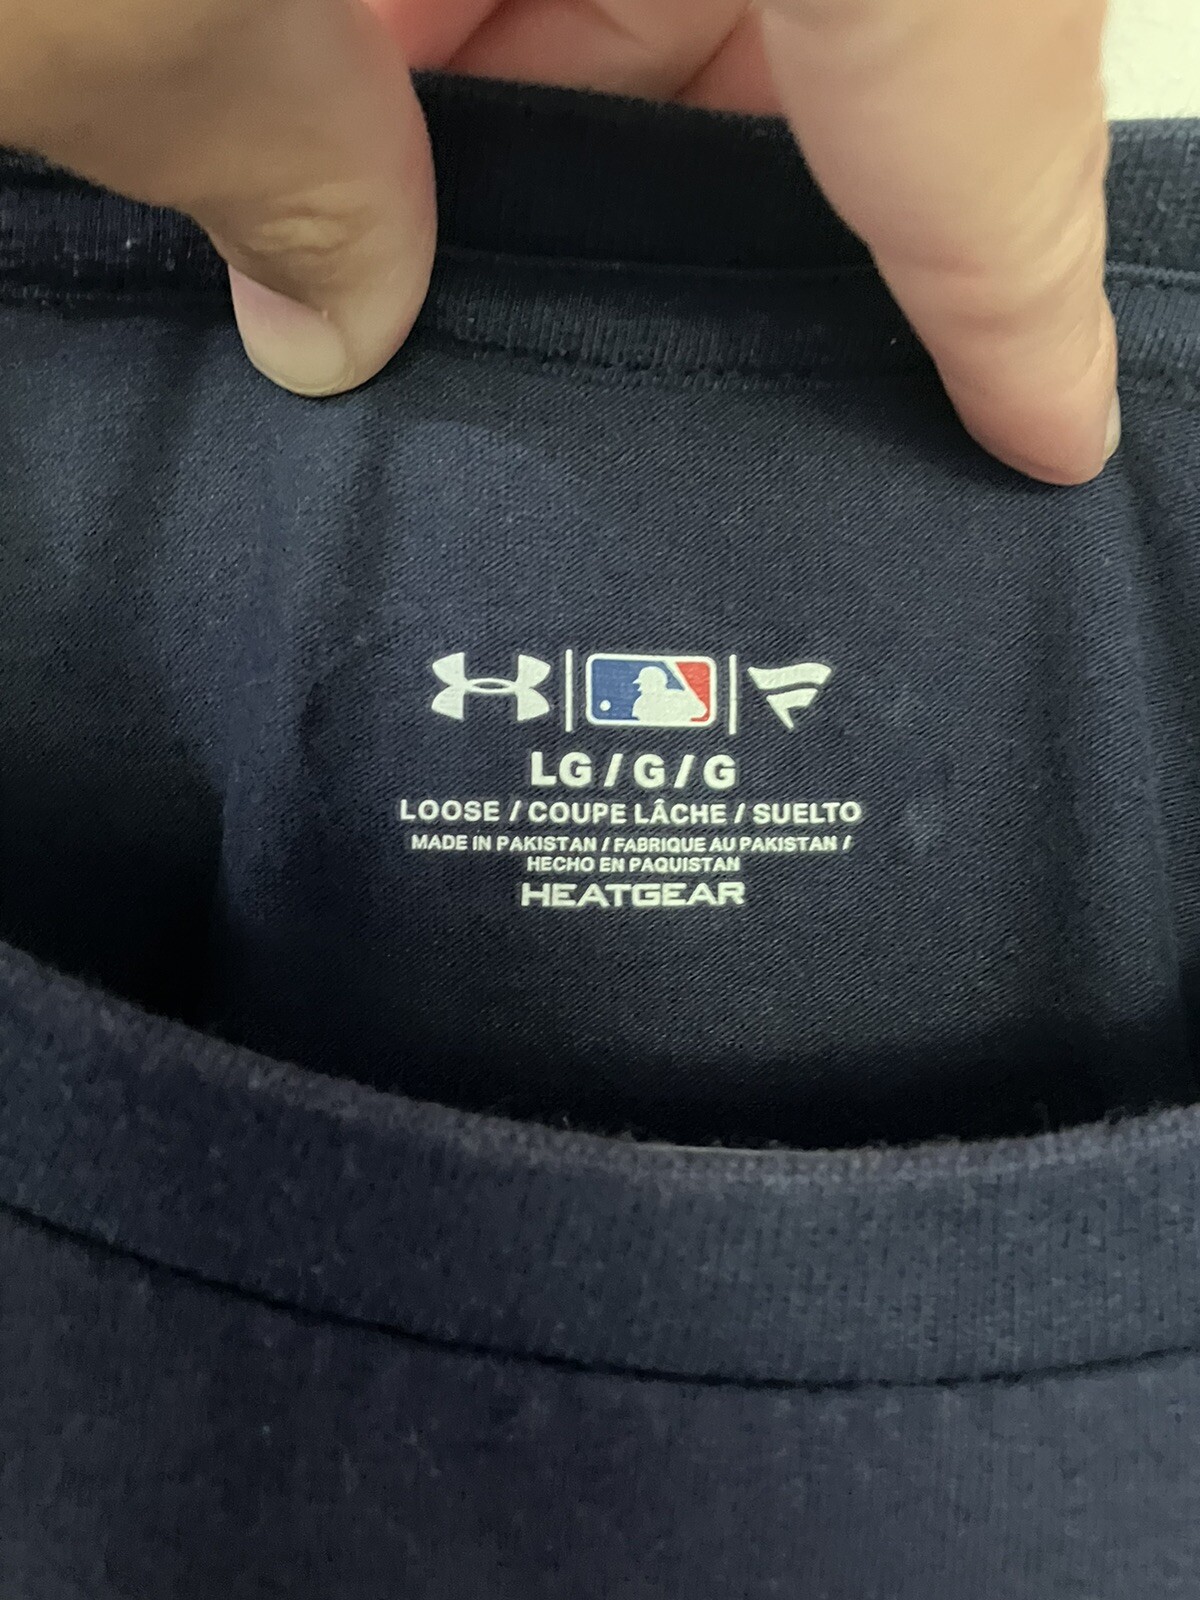 LG / G / G
LOOSE / COUPE LÂCHE / SUELTO
MADE IN PAKISTAN / FABRIQUE AU PAKISTAN /
HECHO EN PAQUISTAN
HEATGEAR